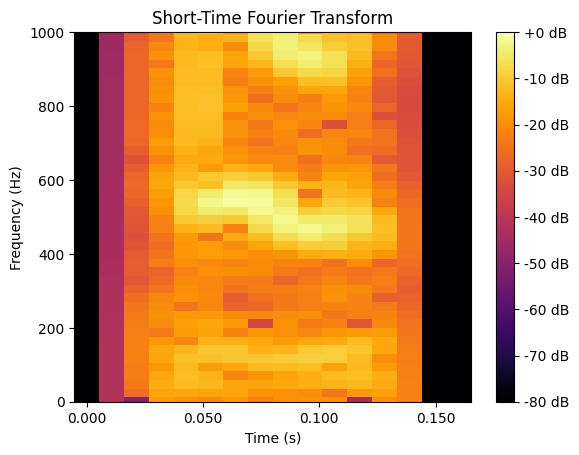 Short-Time Fourier Transform
Frequency (Hz)
1000
800
600
400
200
0
0.000
0.050
0.100
0.150
Time (s)
+0 dB
-10 dB
-20 dB
-30 dB
-40 dB
-50 dB
-60 dB
-70 dB
-80 dB